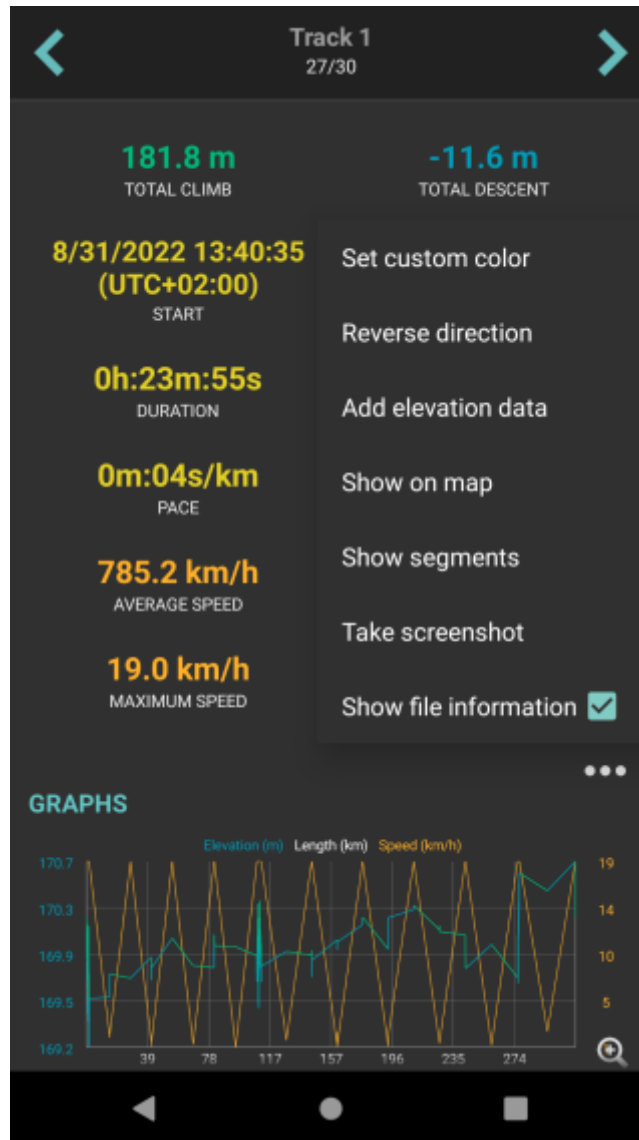 Track 1
27/30
181.8 m
TOTAL CLIMB
-11.6 m
TOTAL DESCENT
8/31/2022 13:40:35
(UTC+02:00)
START
0h:23m:55s
DURATION
0m:04s/km
PACE
785.2 km/h
AVERAGE SPEED
19.0 km/h
MAXIMUM SPEED
Set custom color
Reverse direction
Add elevation data
Show on map
Show segments
Take screenshot
Show file information
GRAPHS
Elevation (m) Length (km) Speed (km/h)
170.7 19
170.3 14
169.9 10
169.5 5
169.2
39 78 117 157 196 235 274